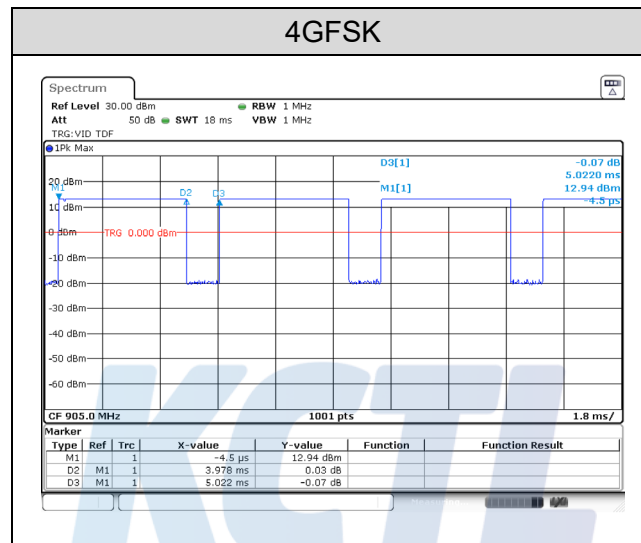 4GFSK
Spectrum
Ref Level 30.00 dBm RBW 1 MHz
Att 50 dB SWT 18 ms VBW 1 MHz
TRG:VID TDF
1Pk Max
D3[1] -0.07 dB
5.0220 ms
M1[1] 12.94 dBm
-4.5 µs
20 dBm
M1 D2 D3
10 dBm
0 dBm TRG 0.000 dBm
-10 dBm
-20 dBm
-30 dBm
-40 dBm
-50 dBm
-60 dBm
CF 905.0 MHz 1001 pts 1.8 ms/
Marker
Type Ref Trc X-value Y-value Function Function Result
M1 1 -4.5 µs 12.94 dBm
D2 M1 1 3.978 ms 0.03 dB
D3 M1 1 5.022 ms -0.07 dB
KCTL